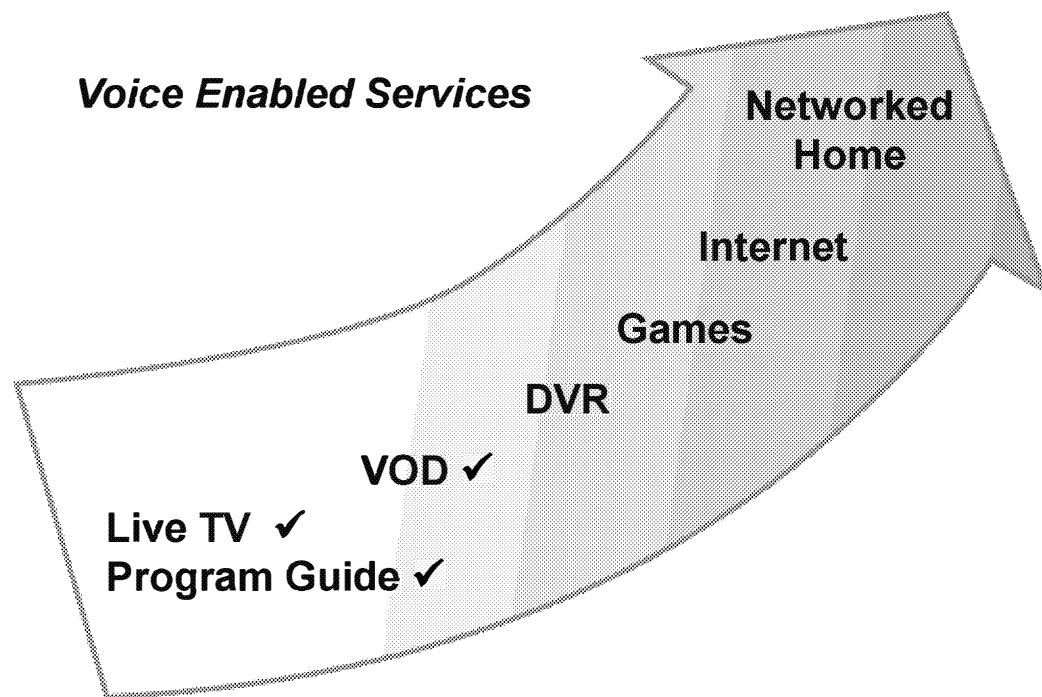 Voice Enabled Services
Networked
Home
Internet
Games
DVR
VOD ✓
Live TV ✓
Program Guide ✓